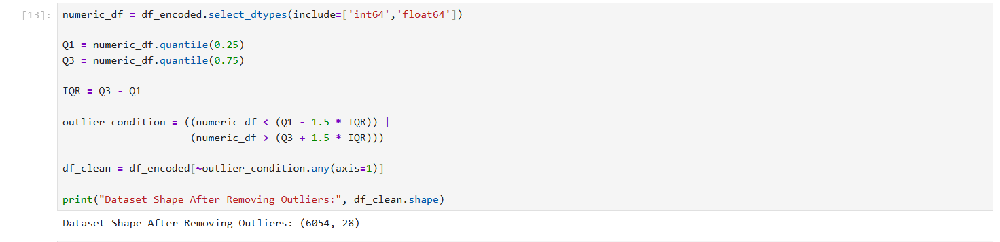 [13]: numeric_df = df_encoded.select_dtypes(include=['int64','float64'])
Q1 = numeric_df.quantile(0.25)
Q3 = numeric_df.quantile(0.75)
IQR = Q3 - Q1
outlier_condition = ((numeric_df < (Q1 - 1.5 * IQR)) |
(numeric_df > (Q3 + 1.5 * IQR)))
df_clean = df_encoded[~outlier_condition.any(axis=1)]
print("Dataset Shape After Removing Outliers:", df_clean.shape)
Dataset Shape After Removing Outliers: (6054, 28)